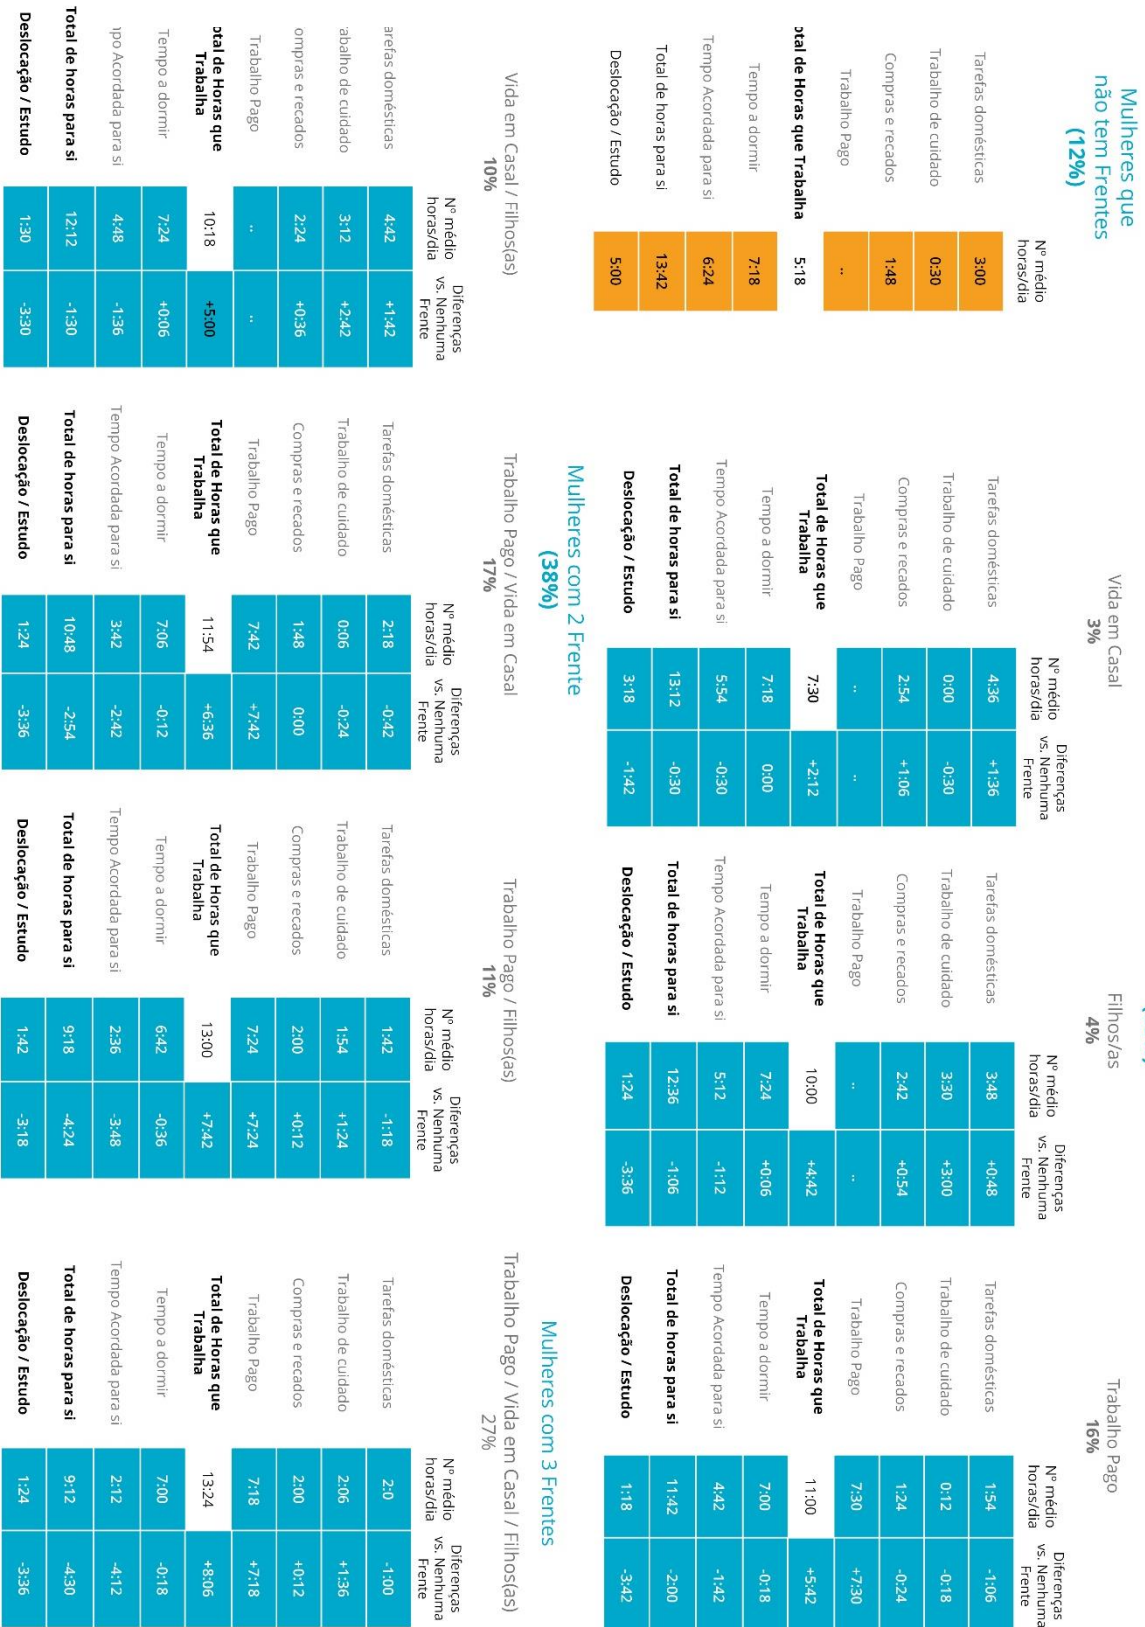 Mulheres que
não tem Frentes
(12%)
Nº médio
horas/dia
Tarefas domésticas 3:00
Trabalho de cuidado 0:30
Compras e recados 1:48
Trabalho Pago ..
otal de Horas que Trabalha 5:18
Tempo a dormir 7:18
Tempo Acordada para si 6:24
Total de horas para si 13:42
Deslocação / Estudo 5:00
Vida em Casal
3%
Nº médio
horas/dia
Diferenças
vs. Nenhuma
Frente
Tarefas domésticas 4:36 +1:36
Trabalho de cuidado 0:00 -0:30
Compras e recados 2:54 +1:06
Trabalho Pago .. ..
Total de Horas que
Trabalha 7:30 +2:12
Tempo a dormir 7:18 0:00
Tempo Acordada para si 5:54 -0:30
Total de horas para si 13:12 -0:30
Deslocação / Estudo 3:18 -1:42
Filhos/as
4%
Nº médio
horas/dia
Diferenças
vs. Nenhuma
Frente
Tarefas domésticas 3:48 +0:48
Trabalho de cuidado 3:30 +3:00
Compras e recados 2:42 +0:54
Trabalho Pago .. ..
Total de Horas que
Trabalha 10:00 +4:42
Tempo a dormir 7:24 +0:06
Tempo Acordada para si 5:12 -1:12
Total de horas para si 12:36 -1:06
Deslocação / Estudo 1:24 -3:36
Trabalho Pago
16%
Nº médio
horas/dia
Diferenças
vs. Nenhuma
Frente
Tarefas domésticas 1:54 -1:06
Trabalho de cuidado 0:12 -0:18
Compras e recados 1:24 -0:24
Trabalho Pago 7:30 +7:30
Total de Horas que
Trabalha 11:00 +5:42
Tempo a dormir 7:00 -0:18
Tempo Acordada para si 4:42 -1:42
Total de horas para si 11:42 -2:00
Deslocação / Estudo 1:18 -3:42
Mulheres com 2 Frente
(38%)
Vida em Casal / Filhos(as)
10%
Nº médio
horas/dia
Diferenças
vs. Nenhuma
Frente
arefas domésticas 4:42 +1:42
abalho de cuidado 3:12 +2:42
ompras e recados 2:24 +0:36
Trabalho Pago .. ..
otal de Horas que
Trabalha 10:18 +5:00
Tempo a dormir 7:24 +0:06
po Acordada para si 4:48 -1:36
Total de horas para si 12:12 -1:30
Deslocação / Estudo 1:30 -3:30
Trabalho Pago / Vida em Casal
17%
Nº médio
horas/dia
Diferenças
vs. Nenhuma
Frente
Tarefas domésticas 2:18 -0:42
Trabalho de cuidado 0:06 -0:24
Compras e recados 1:48 0:00
Trabalho Pago 7:42 +7:42
Total de Horas que
Trabalha 11:54 +6:36
Tempo a dormir 7:06 -0:12
Tempo Acordada para si 3:42 -2:42
Total de horas para si 10:48 -2:54
Deslocação / Estudo 1:24 -3:36
Trabalho Pago / Filhos(as)
11%
Nº médio
horas/dia
Diferenças
vs. Nenhuma
Frente
Tarefas domésticas 1:42 -1:18
Trabalho de cuidado 1:54 +1:24
Compras e recados 2:00 +0:12
Trabalho Pago 7:24 +7:24
Total de Horas que
Trabalha 13:00 +7:42
Tempo a dormir 6:42 -0:36
Tempo Acordada para si 2:36 -3:48
Total de horas para si 9:18 -4:24
Deslocação / Estudo 1:42 -3:18
Mulheres com 3 Frentes
Trabalho Pago / Vida em Casal / Filhos(as)
27%
Nº médio
horas/dia
Diferenças
vs. Nenhuma
Frente
Tarefas domésticas 2:0 -1:00
Trabalho de cuidado 2:06 +1:36
Compras e recados 2:00 +0:12
Trabalho Pago 7:18 +7:18
Total de Horas que
Trabalha 13:24 +8:06
Tempo a dormir 7:00 -0:18
Tempo Acordada para si 2:12 -4:12
Total de horas para si 9:12 -4:30
Deslocação / Estudo 1:24 -3:36